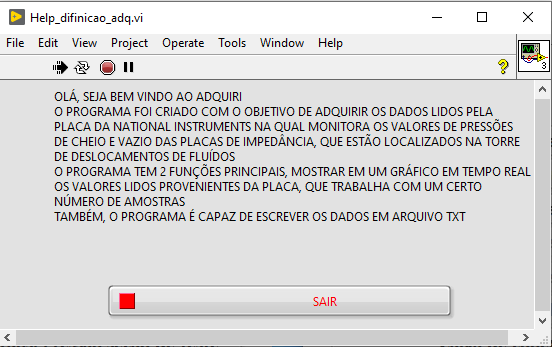 Help_difinicao_adq.vi
File Edit View Project Operate Tools Window Help
?
3
OLÁ, SEJA BEM VINDO AO ADQUIRI
O PROGRAMA FOI CRIADO COM O OBJETIVO DE ADQUIRIR OS DADOS LIDOS PELA
PLACA DA NATIONAL INSTRUMENTS NA QUAL MONITORA OS VALORES DE PRESSÕES
DE CHEIO E VAZIO DAS PLACAS DE IMPEDÂNCIA, QUE ESTÃO LOCALIZADOS NA TORRE
DE DESLOCAMENTOS DE FLUÍDOS
O PROGRAMA TEM 2 FUNÇÕES PRINCIPAIS, MOSTRAR EM UM GRÁFICO EM TEMPO REAL
OS VALORES LIDOS PROVENIENTES DA PLACA, QUE TRABALHA COM UM CERTO
NÚMERO DE AMOSTRAS
TAMBÉM, O PROGRAMA É CAPAZ DE ESCREVER OS DADOS EM ARQUIVO TXT
SAIR